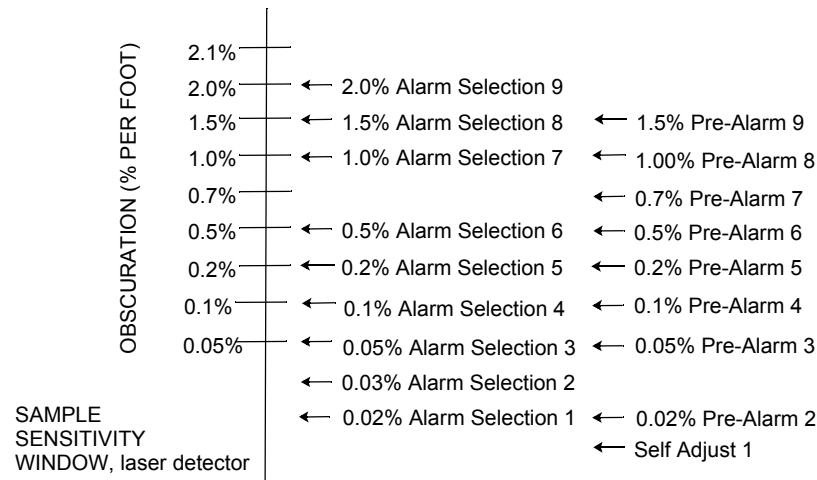 OBSCURATION (% PER FOOT)
2.1%
2.0% 2.0% Alarm Selection 9
1.5% 1.5% Alarm Selection 8 1.5% Pre-Alarm 9
1.0% 1.0% Alarm Selection 7 1.00% Pre-Alarm 8
0.7% 0.7% Pre-Alarm 7
0.5% 0.5% Alarm Selection 6 0.5% Pre-Alarm 6
0.2% 0.2% Alarm Selection 5 0.2% Pre-Alarm 5
0.1% 0.1% Alarm Selection 4 0.1% Pre-Alarm 4
0.05% 0.05% Alarm Selection 3 0.05% Pre-Alarm 3
0.03% Alarm Selection 2
0.02% Alarm Selection 1 0.02% Pre-Alarm 2
Self Adjust 1
SAMPLE
SENSITIVITY
WINDOW, laser detector